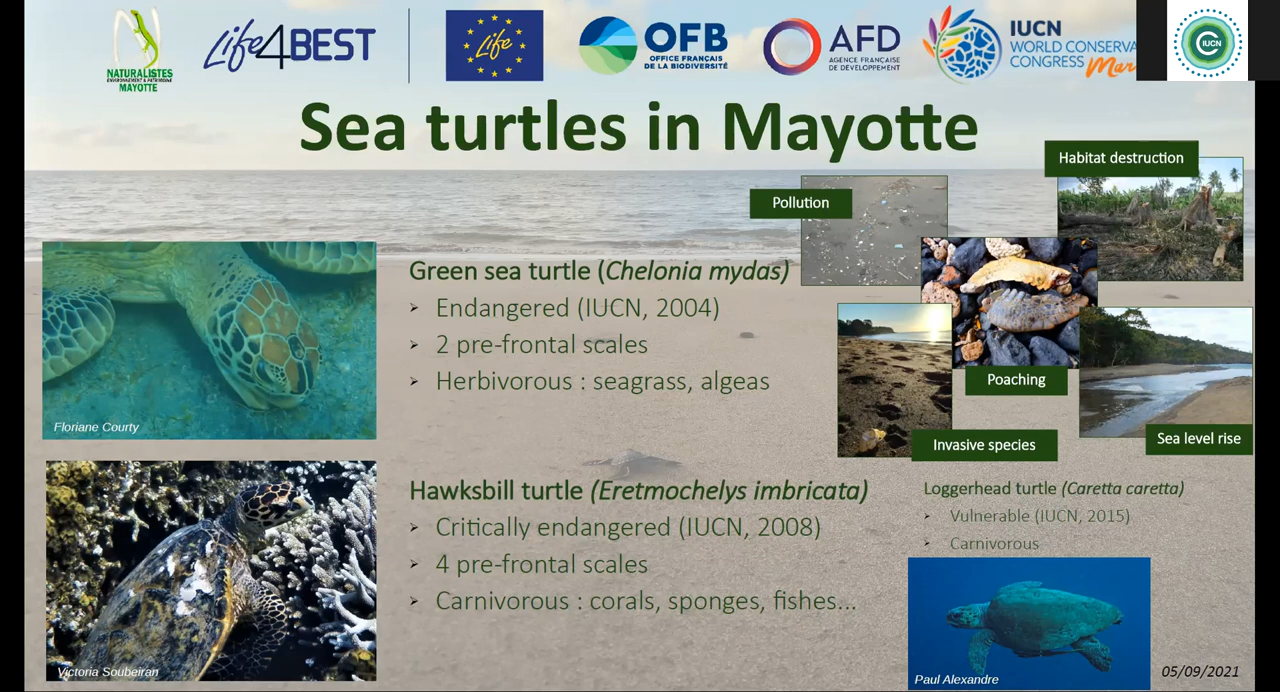 NATURALISTES
ENVIRONNEMENT & PATRIMOINE
MAYOTTE
Life4BEST
Life
OFB
OFFICE FRANÇAIS
DE LA BIODIVERSITÉ
AFD
AGENCE FRANÇAISE
DE DÉVELOPPEMENT
IUCN
WORLD CONSERVA
CONGRESS
Mar
IUCN
Sea turtles in Mayotte
Habitat destruction
Pollution
Poaching
Invasive species
Sea level rise
Green sea turtle (Chelonia mydas)
➢ Endangered (IUCN, 2004)
➢ 2 pre-frontal scales
➢ Herbivorous : seagrass, algeas
Floriane Courty
Hawksbill turtle (Eretmochelys imbricata)
➢ Critically endangered (IUCN, 2008)
➢ 4 pre-frontal scales
➢ Carnivorous : corals, sponges, fishes...
Victoria Soubeiran
Loggerhead turtle (Caretta caretta)
➢ Vulnerable (IUCN, 2015)
➢ Carnivorous
Paul Alexandre
05/09/2021